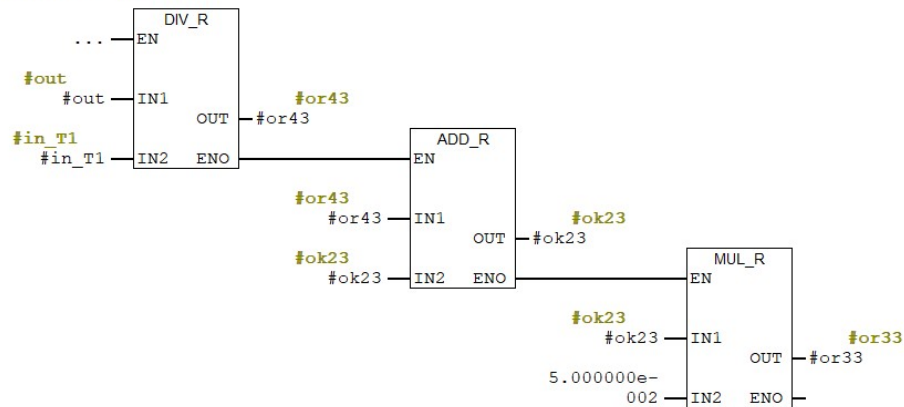 DIV_R
... EN
#out
#out IN1
#or43
OUT #or43
#in_T1
#in_T1 IN2 ENO
ADD_R
EN
#or43
#or43 IN1
#ok23
OUT #ok23
#ok23
#ok23 IN2 ENO
MUL_R
EN
#ok23
#ok23 IN1
#or33
OUT #or33
5.000000e-
002 IN2 ENO